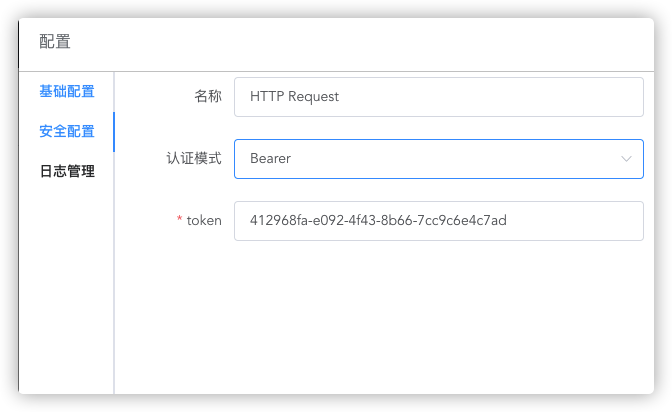 配置
基础配置
安全配置
日志管理
名称 HTTP Request
认证模式 Bearer
* token 412968fa-e092-4f43-8b66-7cc9c6e4c7ad